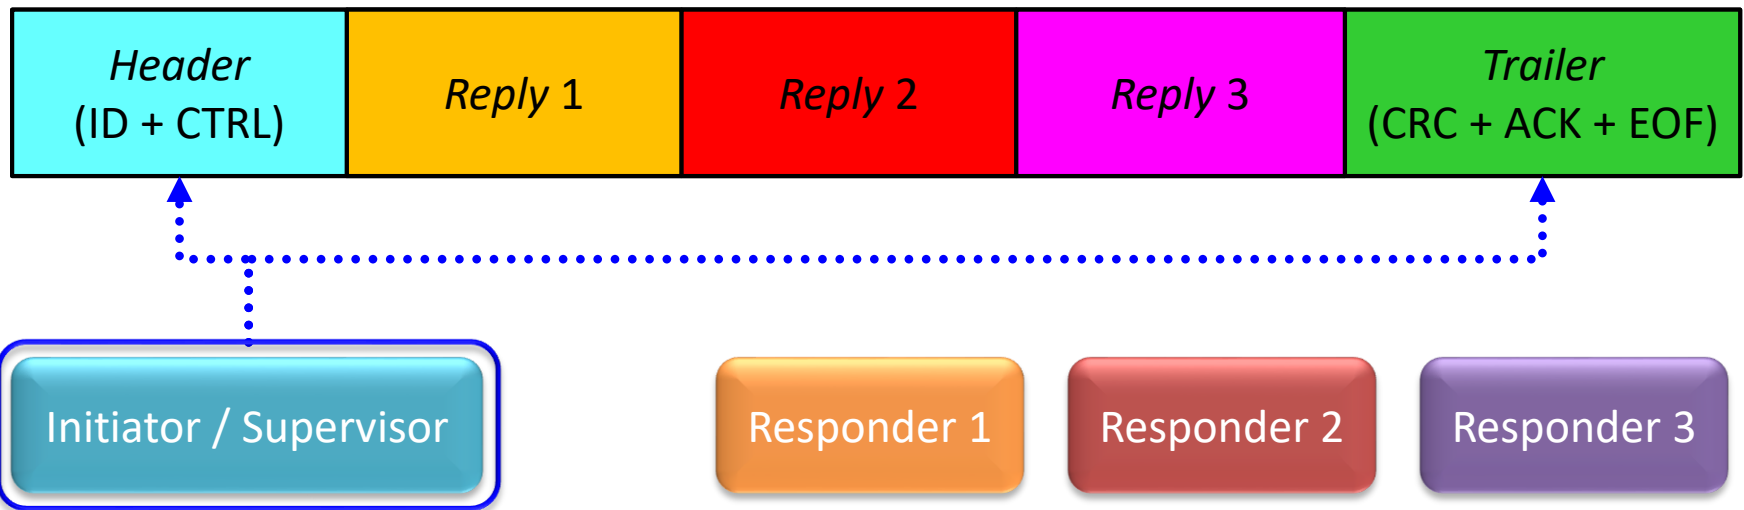 Header
(ID + CTRL)
Reply 1
Reply 2
Reply 3
Trailer
(CRC + ACK + EOF)
Initiator / Supervisor
Responder 1
Responder 2
Responder 3